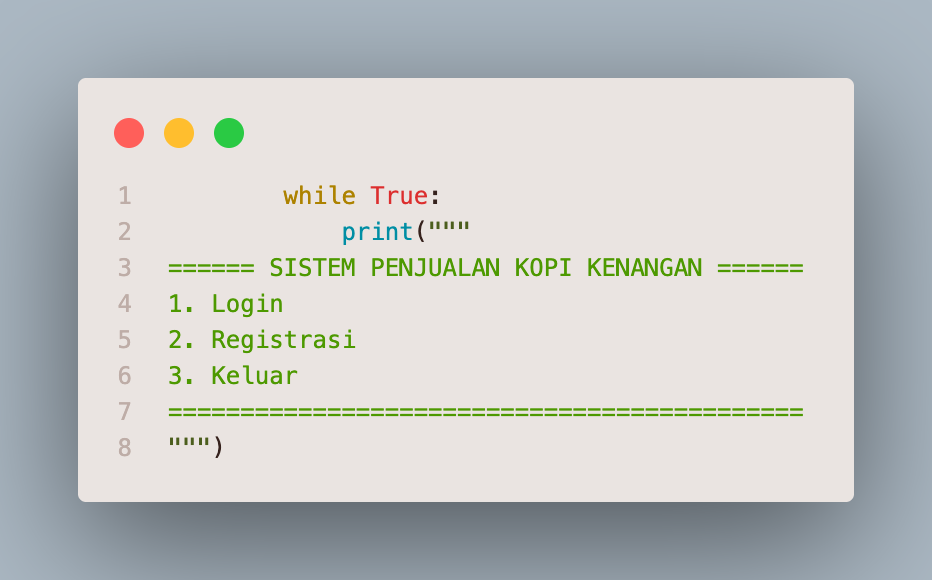 1        while True:
2            print("""
3 ====== SISTEM PENJUALAN KOPI KENANGAN ======
4 1. Login
5 2. Registrasi
6 3. Keluar
7 ============================================
8 """)